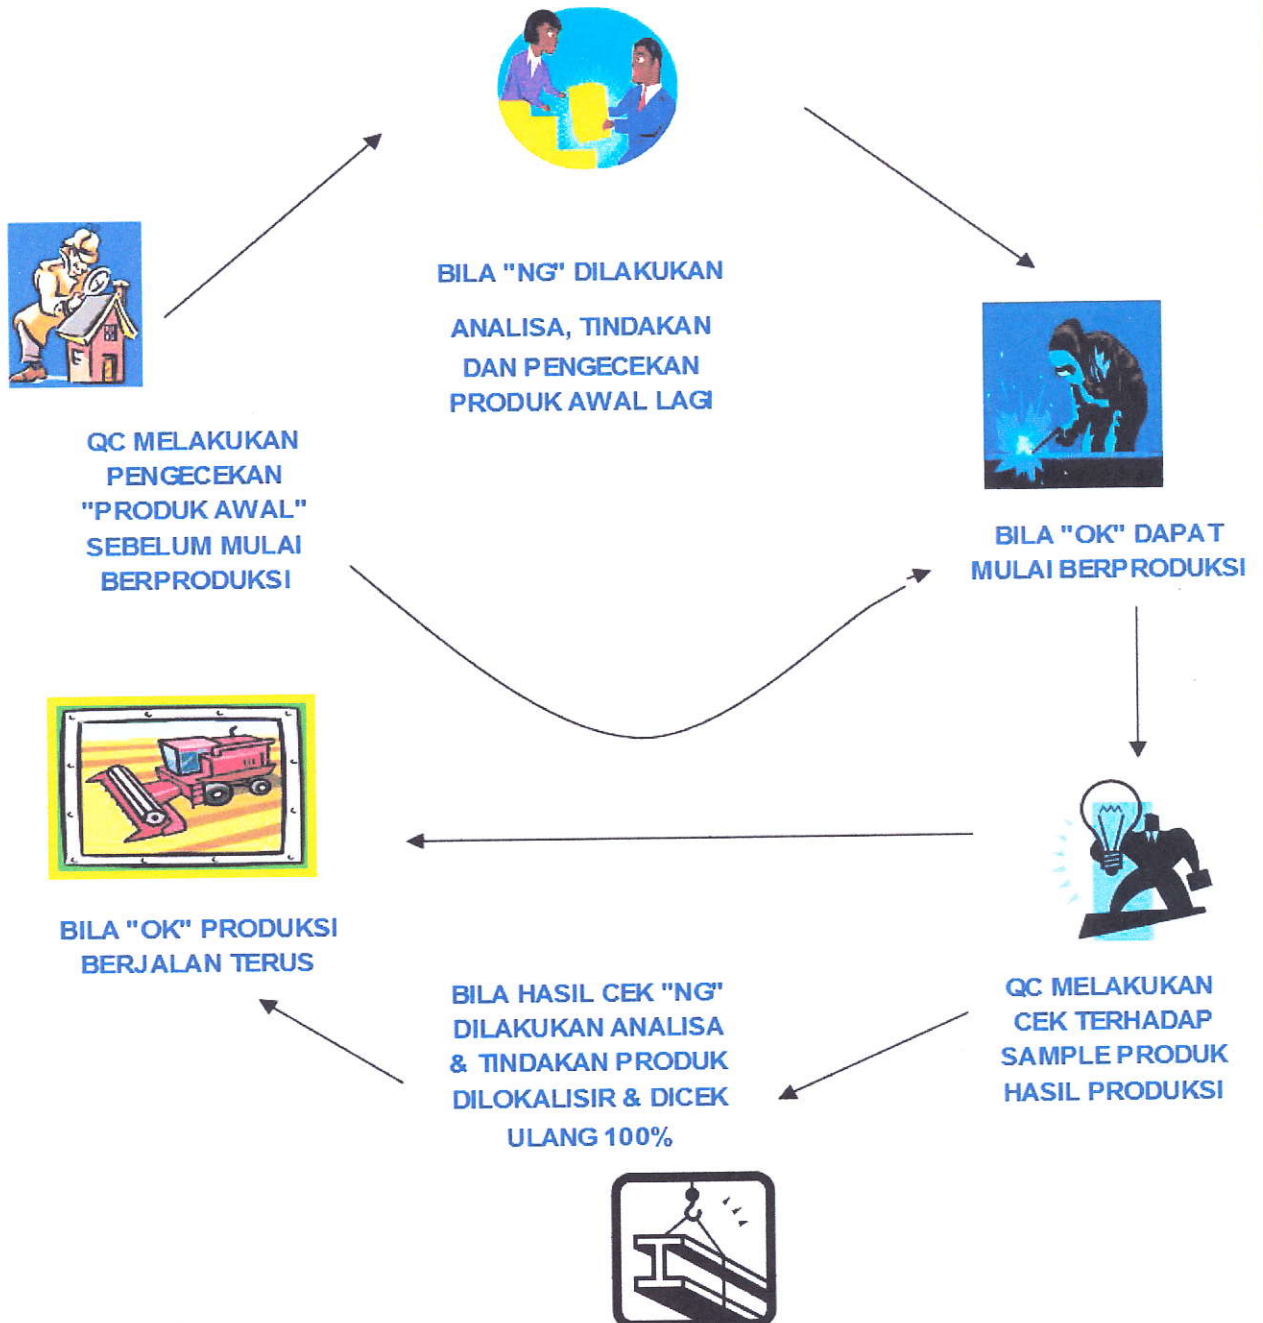 BILA "NG" DILAKUKAN
ANALISA, TINDAKAN
DAN PENGECEKAN
PRODUK AWAL LAGI
QC MELAKUKAN
PENGECEKAN
"PRODUK AWAL"
SEBELUM MULAI
BERPRODUKSI
BILA "OK" DAPAT
MULAI BERPRODUKSI
BILA "OK" PRODUKSI
BERJALAN TERUS
BILA HASIL CEK "NG"
DILAKUKAN ANALISA
& TINDAKAN PRODUK
DILOKALISIR & DICEK
ULANG 100%
QC MELAKUKAN
CEK TERHADAP
SAMPLE PRODUK
HASIL PRODUKSI